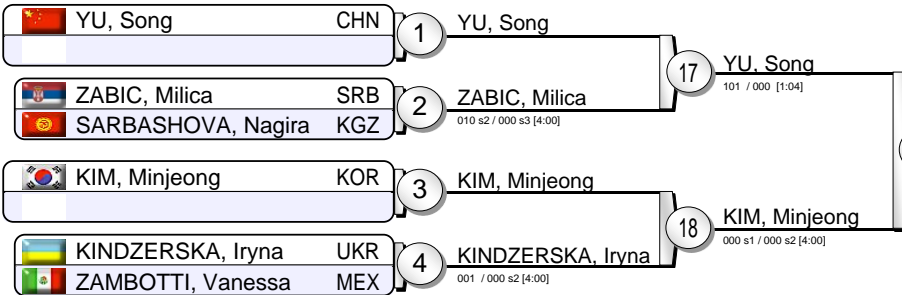 YU, Song CHN
1
YU, Song
ZABIC, Milica SRB
SARBASHOVA, Nagira KGZ
2
ZABIC, Milica
010 s2 / 000 s3 [4:00]
17
YU, Song
101 / 000 [1:04]
KIM, Minjeong KOR
3
KIM, Minjeong
KINDZERSKA, Iryna UKR
ZAMBOTTI, Vanessa MEX
4
KINDZERSKA, Iryna
001 / 000 s2 [4:00]
18
KIM, Minjeong
000 s1 / 000 s2 [4:00]